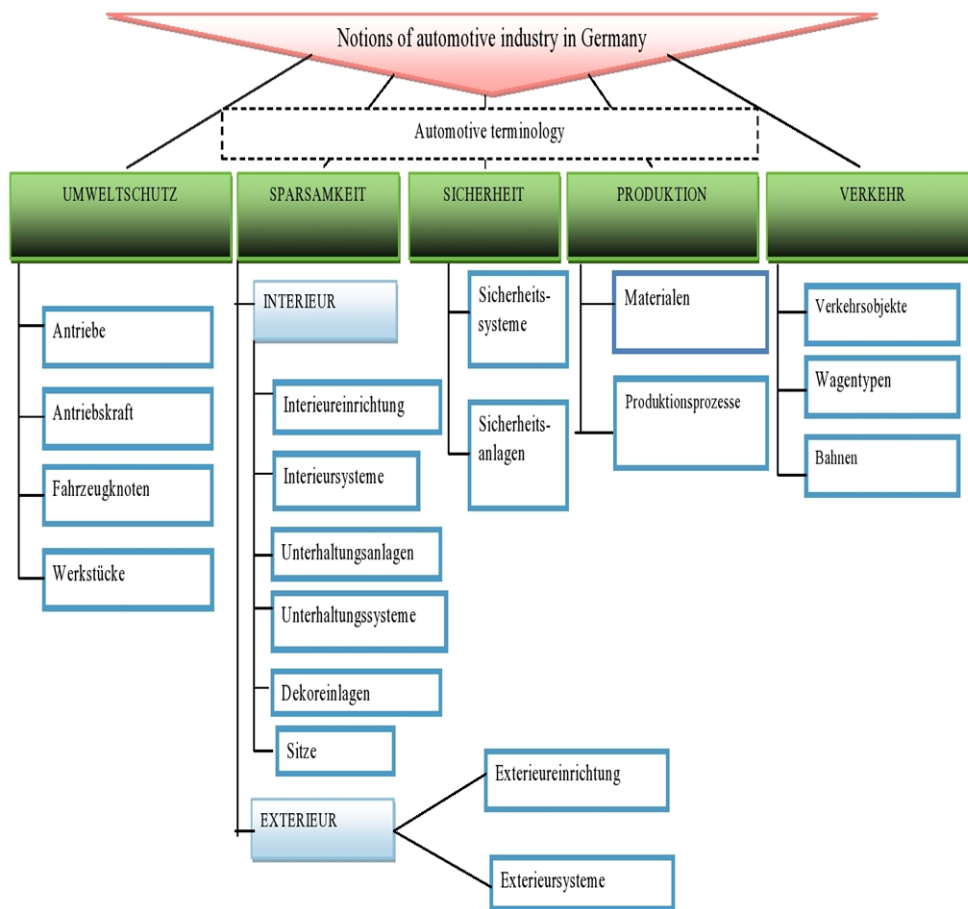 Notions of automotive industry in Germany
Automotive terminology
UMWELTSCHUTZ
Antriebe
Antriebskraft
Fahrzeugknoten
Werkstücke
SPARSAMKEIT
INTERIEUR
Interieureinrichtung
Interieursysteme
Unterhaltungsanlagen
Unterhaltungssysteme
Dekoreinlagen
Sitze
EXTERIEUR
Exterieureinrichtung
Exterieursysteme
SICHERHEIT
Sicherheits-
systeme
Sicherheits-
anlagen
PRODUKTION
Materialen
Produktionsprozesse
VERKEHR
Verkehrsobjekte
Wagentypen
Bahnen